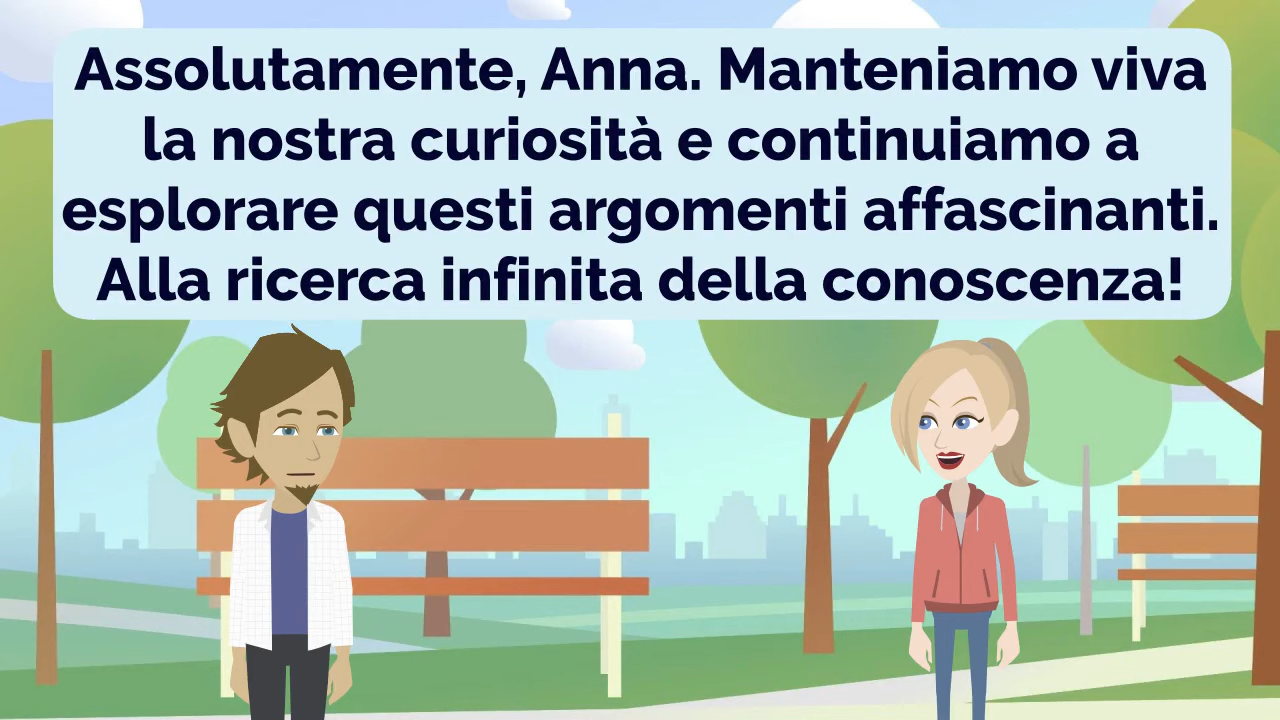 Assolutamente, Anna. Manteniamo viva
la nostra curiosità e continuiamo a
esplorare questi argomenti affascinanti.
Alla ricerca infinita della conoscenza!